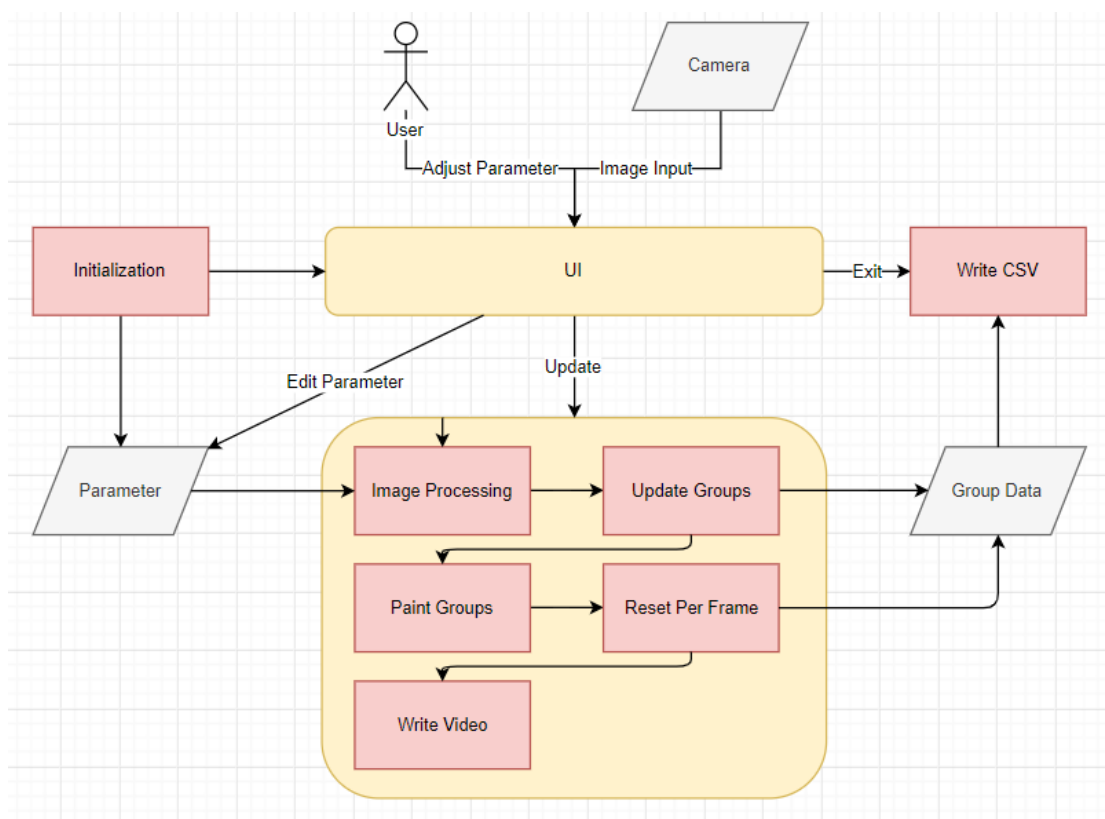 Camera
User
Adjust Parameter
Image Input
Initialization
UI
Exit
Write CSV
Edit Parameter
Update
Parameter
Image Processing
Update Groups
Group Data
Paint Groups
Reset Per Frame
Write Video